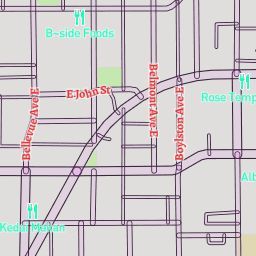 B-side Foods
E John St
Bellevue Ave E
Belmont Ave E
Boylston Ave E
Rose Temp
Alb
Kedai Makan